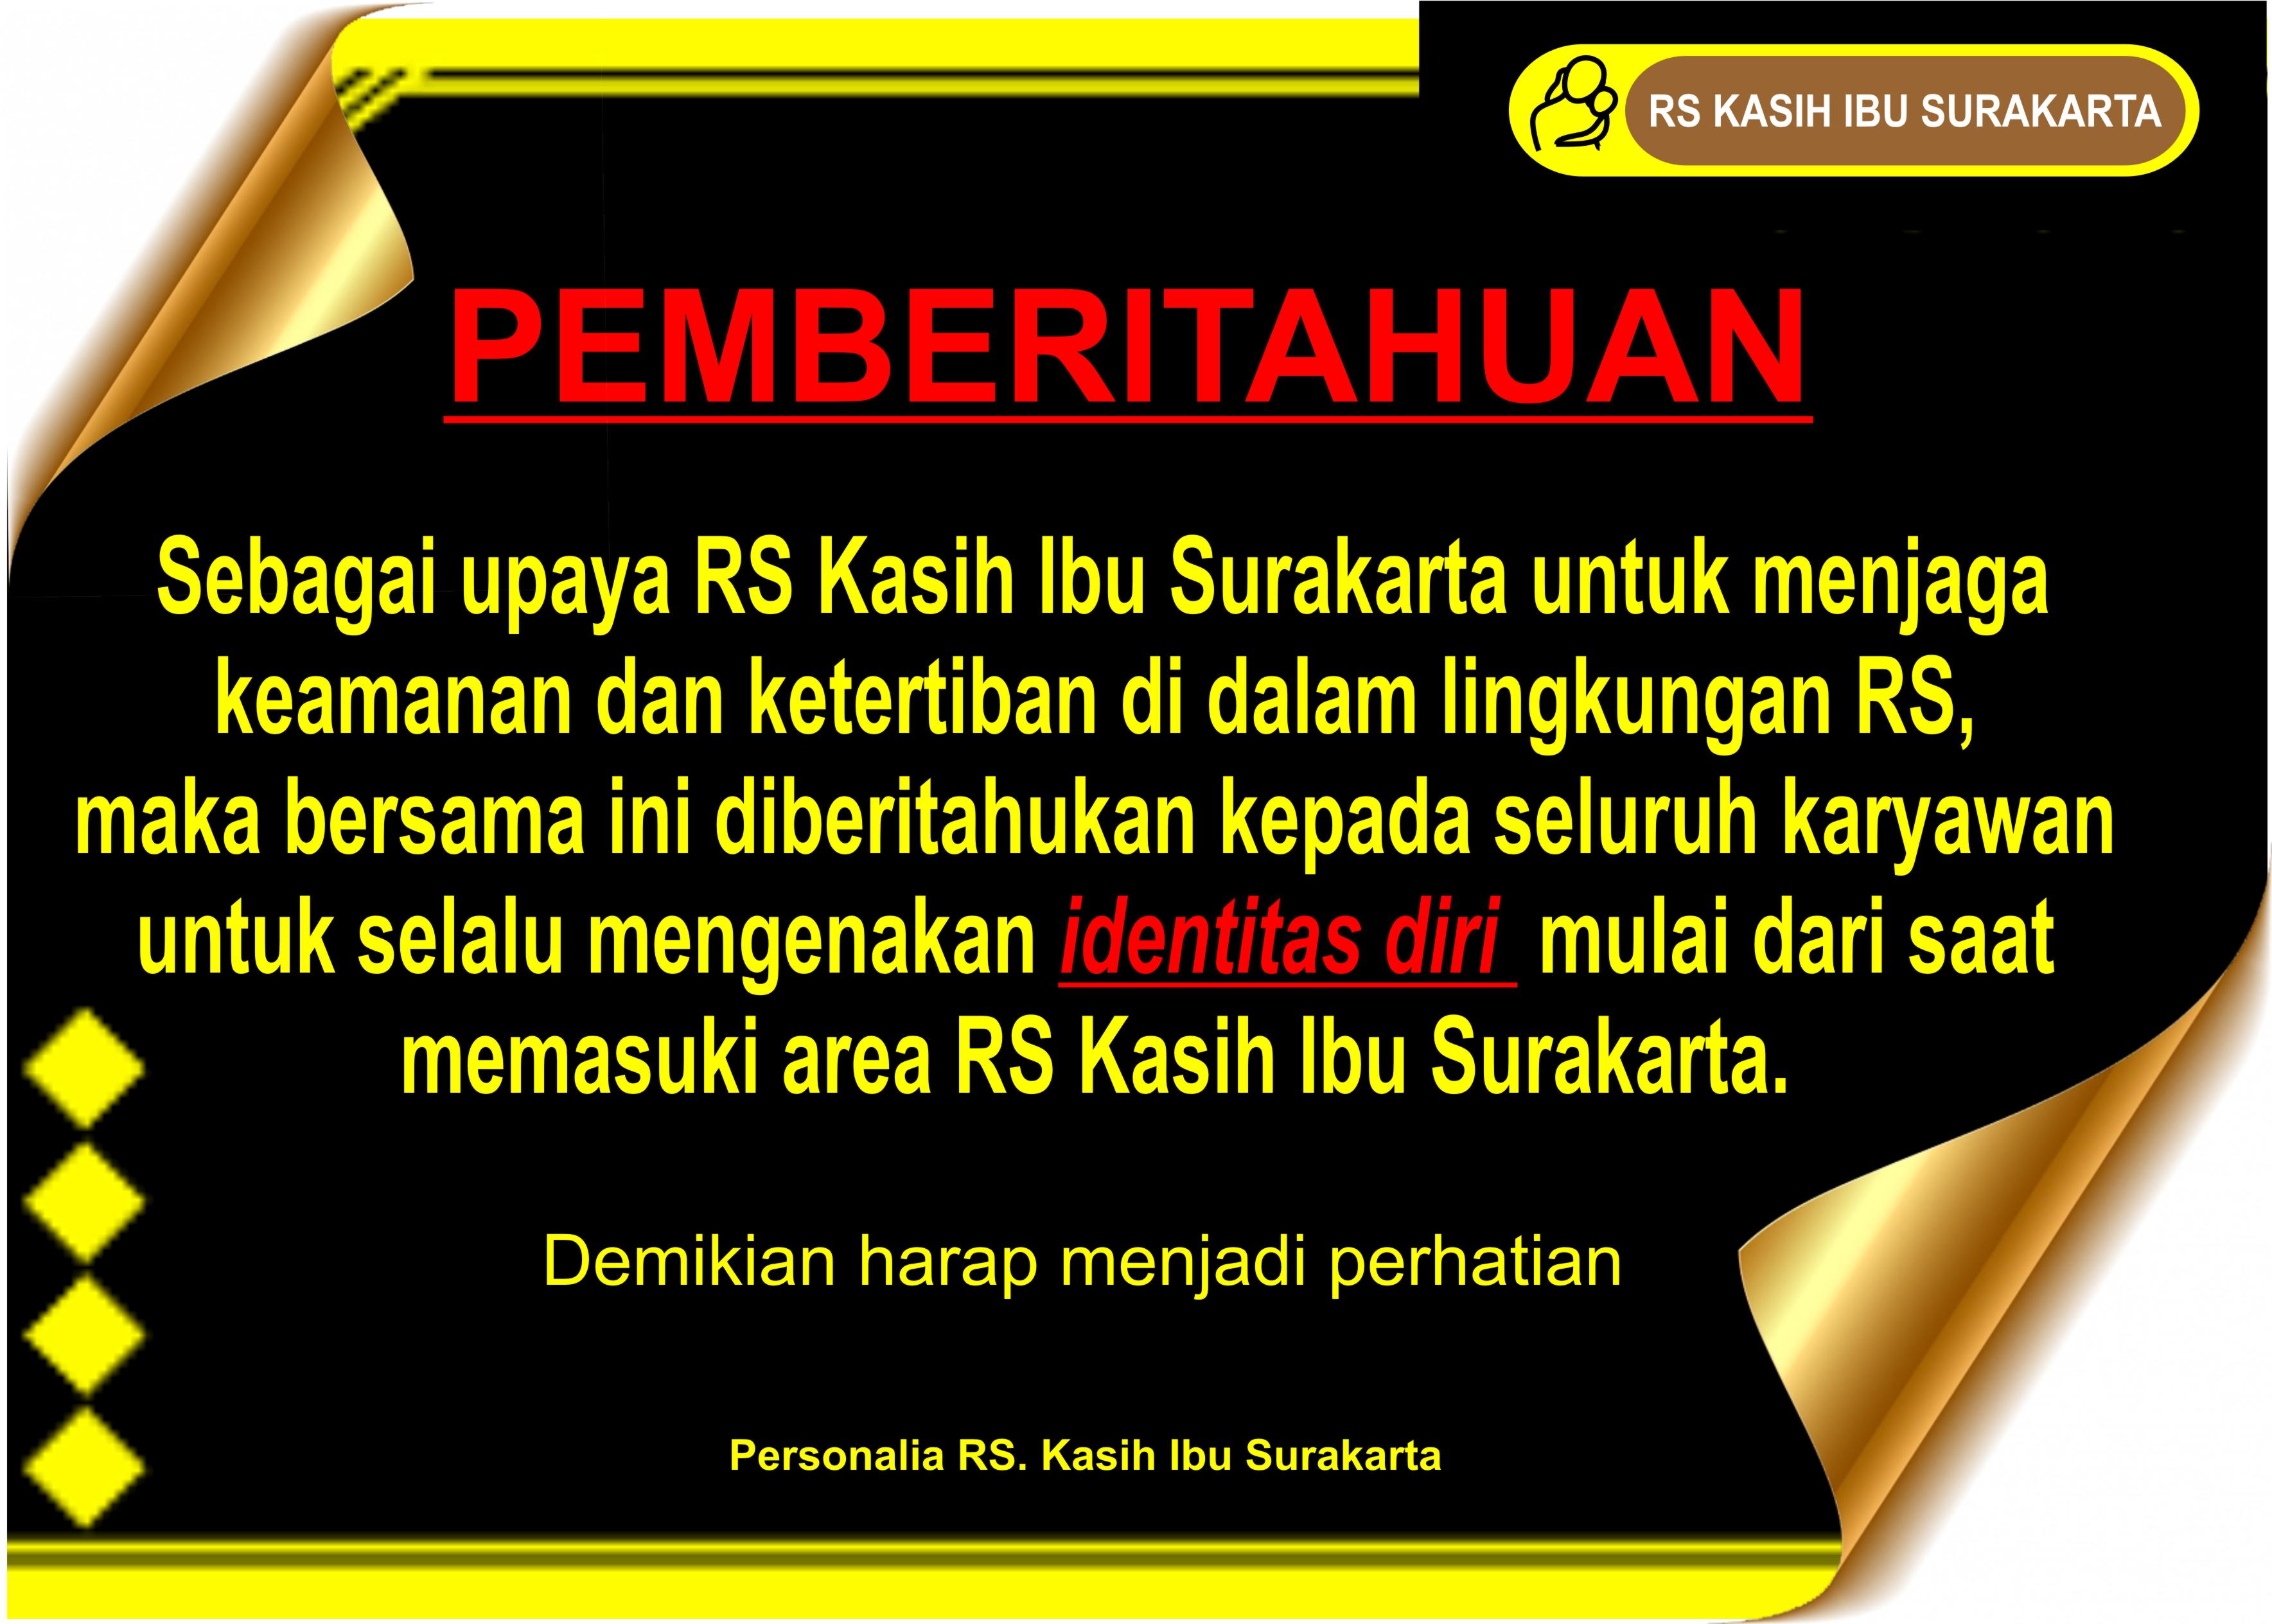 RS KASIH IBU SURAKARTA
PEMBERITAHUAN
Sebagai upaya RS Kasih Ibu Surakarta untuk menjaga
keamanan dan ketertiban di dalam lingkungan RS,
maka bersama ini diberitahukan kepada seluruh karyawan
untuk selalu mengenakan identitas diri mulai dari saat
memasuki area RS Kasih Ibu Surakarta.
Demikian harap menjadi perhatian
Personalia RS. Kasih Ibu Surakarta